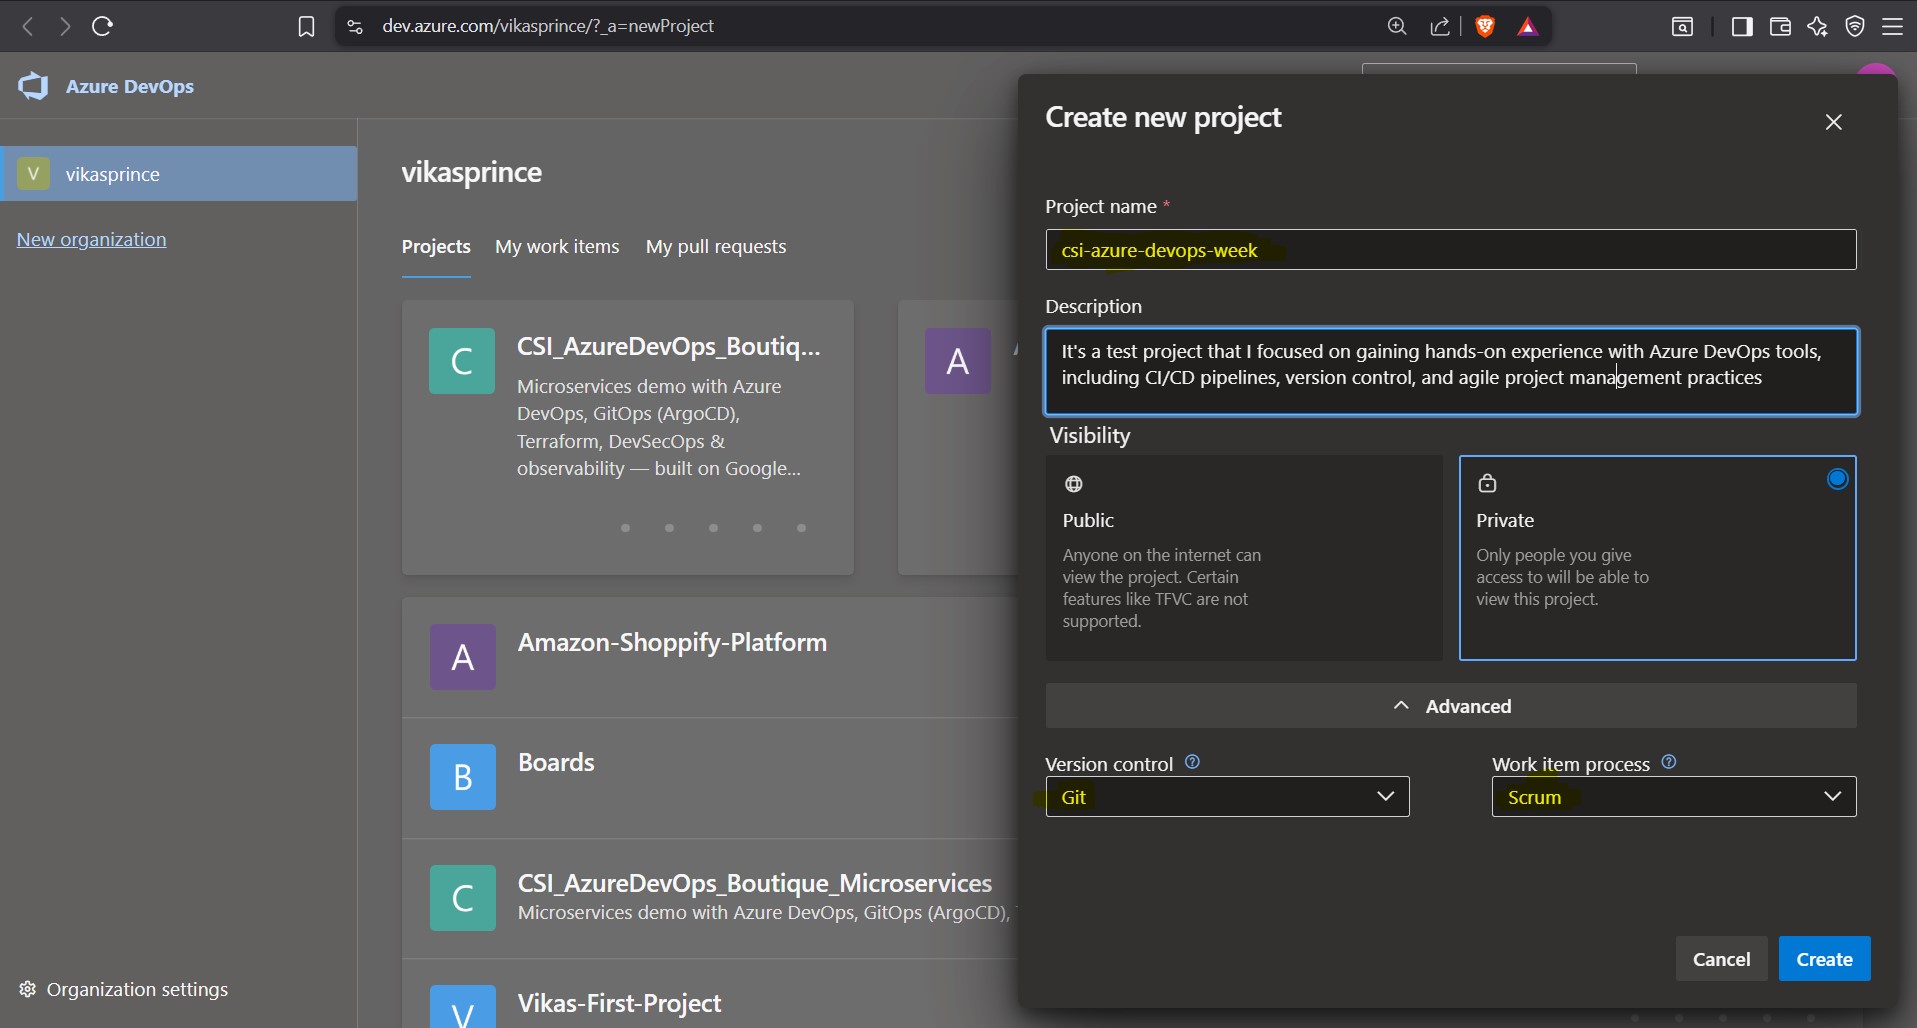 dev.azure.com/vikasprince/?_a=newProject
Azure DevOps
V vikasprince
New organization
Organization settings
vikasprince
Projects My work items My pull requests
C
CSI_AzureDevOps_Boutiq...
Microservices demo with Azure
DevOps, GitOps (ArgoCD),
Terraform, DevSecOps &
observability — built on Google...
A
A
Amazon-Shoppify-Platform
B
Boards
C
CSI_AzureDevOps_Boutique_Microservices
Microservices demo with Azure DevOps, GitOps (ArgoCD),
V
Vikas-First-Project
Create new project
Project name *
csi-azure-devops-week
Description
It's a test project that I focused on gaining hands-on experience with Azure DevOps tools,
including CI/CD pipelines, version control, and agile project management practices
Visibility
Public
Anyone on the internet can
view the project. Certain
features like TFVC are not
supported.
Private
Only people you give
access to will be able to
view this project.
Advanced
Version control
Git
Work item process
Scrum
Cancel Create